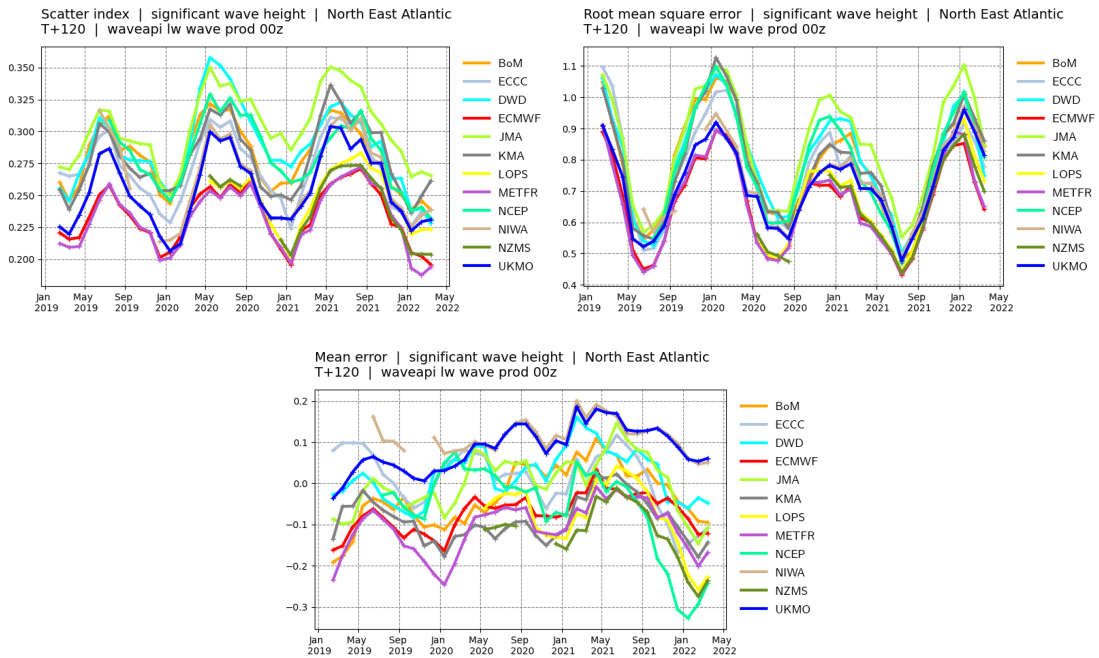 Scatter index | significant wave height | North East Atlantic
T+120 | waveapi lw wave prod 00z
0.350
0.325
0.300
0.275
0.250
0.225
0.200
Jan 2019
May 2019
Sep 2019
Jan 2020
May 2020
Sep 2020
Jan 2021
May 2021
Sep 2021
Jan 2022
May 2022
BoM
ECCC
DWD
ECMWF
JMA
KMA
LOPS
METFR
NCEP
NIWA
NZMS
UKMO
Root mean square error | significant wave height | North East Atlantic
T+120 | waveapi lw wave prod 00z
1.1
1.0
0.9
0.8
0.7
0.6
0.5
0.4
Jan 2019
May 2019
Sep 2019
Jan 2020
May 2020
Sep 2020
Jan 2021
May 2021
Sep 2021
Jan 2022
May 2022
BoM
ECCC
DWD
ECMWF
JMA
KMA
LOPS
METFR
NCEP
NIWA
NZMS
UKMO
Mean error | significant wave height | North East Atlantic
T+120 | waveapi lw wave prod 00z
0.2
0.1
0.0
−0.1
−0.2
−0.3
Jan 2019
May 2019
Sep 2019
Jan 2020
May 2020
Sep 2020
Jan 2021
May 2021
Sep 2021
Jan 2022
May 2022
BoM
ECCC
DWD
ECMWF
JMA
KMA
LOPS
METFR
NCEP
NIWA
NZMS
UKMO